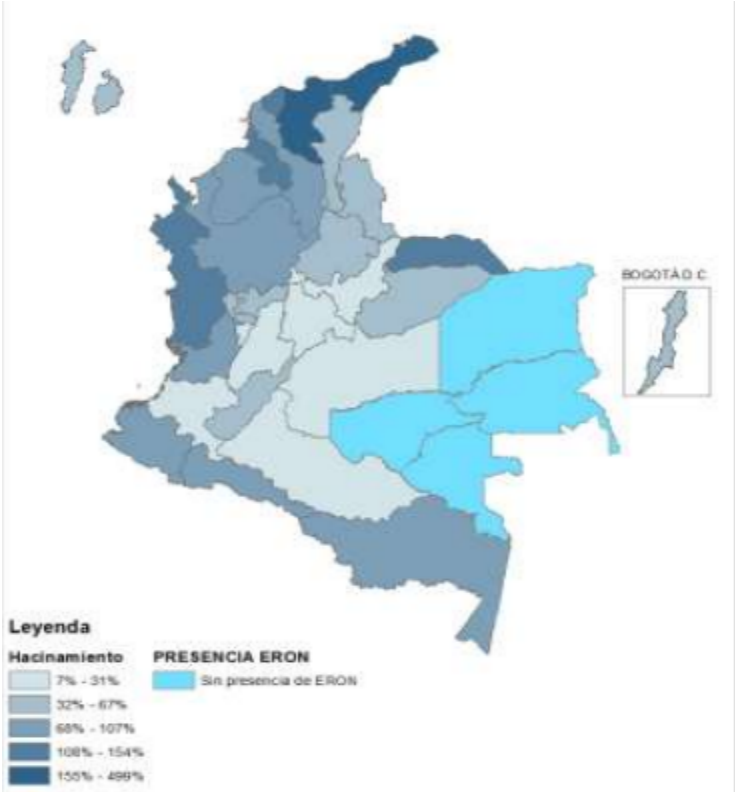 BOGOTÁ D.C.
Leyenda
Hacinamiento
7% - 31%
32% - 67%
68% - 107%
108% - 154%
155% - 499%
PRESENCIA ERON
Sin presencia de ERON